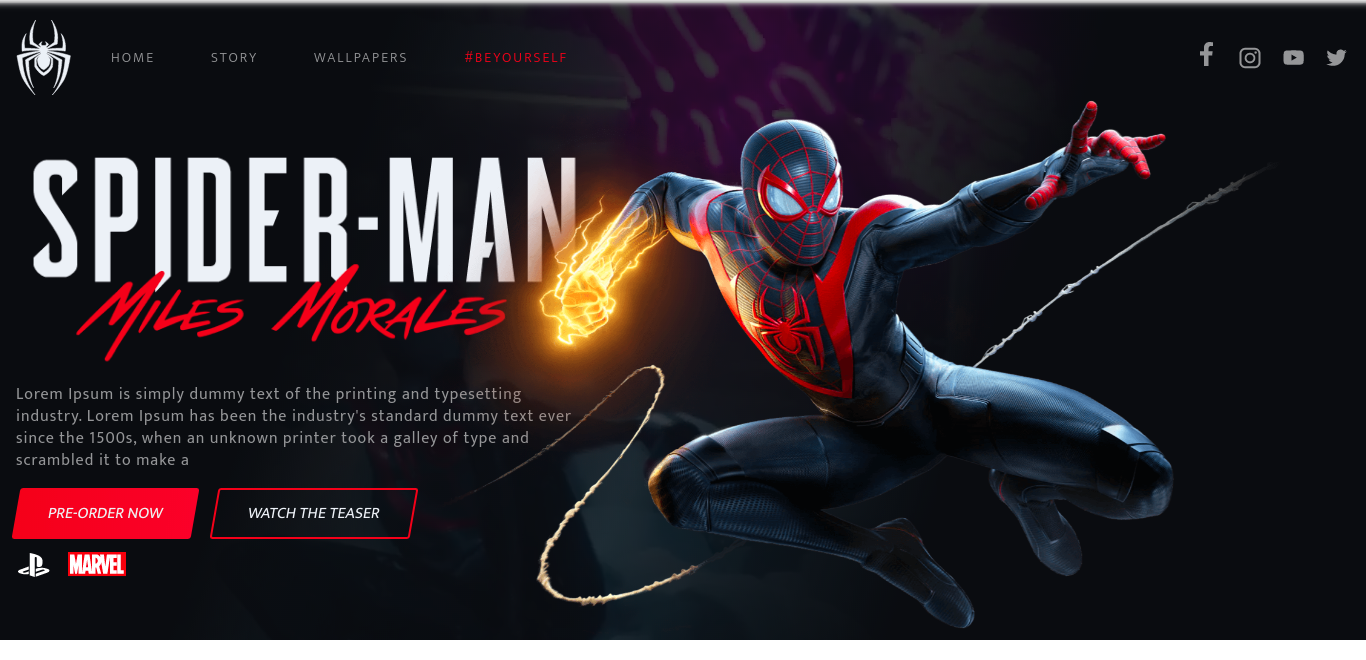 HOME STORY WALLPAPERS #BEYOURSELF
SPIDER-MAN
MILES MORALES
Lorem Ipsum is simply dummy text of the printing and typesetting
industry. Lorem Ipsum has been the industry's standard dummy text ever
since the 1500s, when an unknown printer took a galley of type and
scrambled it to make a
PRE-ORDER NOW WATCH THE TEASER
MARVEL